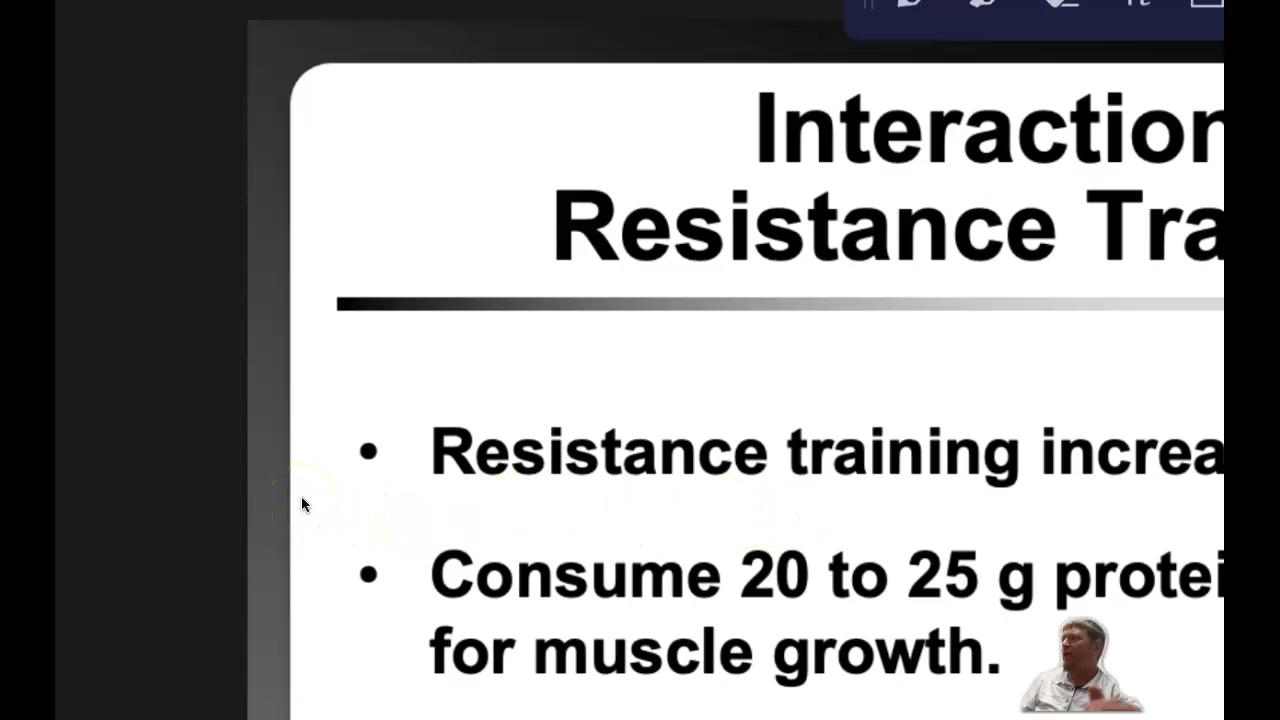 Interaction
Resistance Tra
Resistance training increa
• Consume 20 to 25 g protei
for muscle growth.